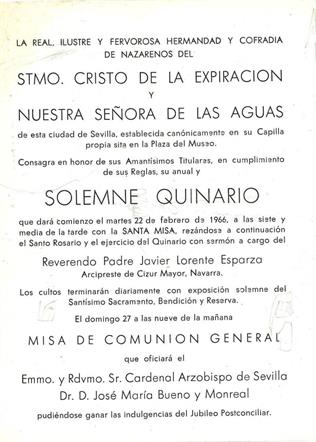 LA REAL, ILUSTRE Y FERVOROSA HERMANDAD Y COFRADIA
DE NAZARENOS DEL
STMO. CRISTO DE LA EXPIRACION
Y
NUESTRA SEÑORA DE LAS AGUAS
de esta ciudad de Sevilla, establecida canónicamente en su Capilla
propia sita en la Plaza del Museo.
Consagra en honor de sus Amantísimos Titulares, en cumplimiento
de sus Reglas, su anual y
SOLEMNE QUINARIO
que dará comienzo el martes 22 de febrero de 1966, a las siete y
media de la tarde con la SANTA MISA, rezándose a continuación
el Santo Rosario y el ejercicio del Quinario con sermón a cargo del
Reverendo Padre Javier Lorente Esparza
Arcipreste de Cizur Mayor, Navarra.
Los cultos terminarán diariamente con exposición solemne del
Santísimo Sacramento, Bendición y Reserva.
El domingo 27 a las nueve de la mañana
MISA DE COMUNION GENERAL
que oficiará el
Emmo. y Rdvmo. Sr. Cardenal Arzobispo de Sevilla
Dr. D. José María Bueno y Monreal
pudiéndose ganar las indulgencias del Jubileo Postconciliar.